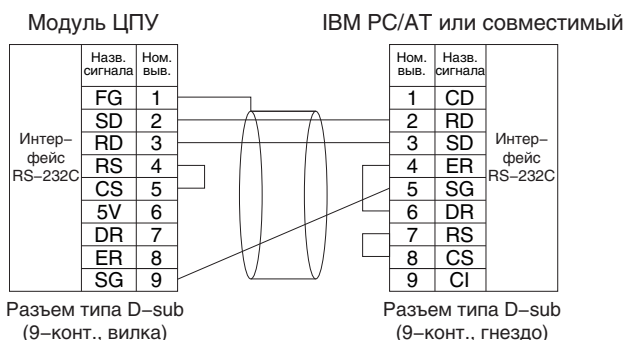 Модуль ЦПУ
IBM PC/AT или совместимый
Назв. сигнала Ном. выв.
Ном. выв. Назв. сигнала
FG 1
SD 2
RD 3
RS 4
CS 5
5V 6
DR 7
ER 8
SG 9
Интер–
фейс
RS–232C
1 CD
2 RD
3 SD
4 ER
5 SG
6 DR
7 RS
8 CS
9 CI
Интер–
фейс
RS–232C
Разъем типа D–sub
(9–конт., вилка)
Разъем типа D–sub
(9–конт., гнездо)